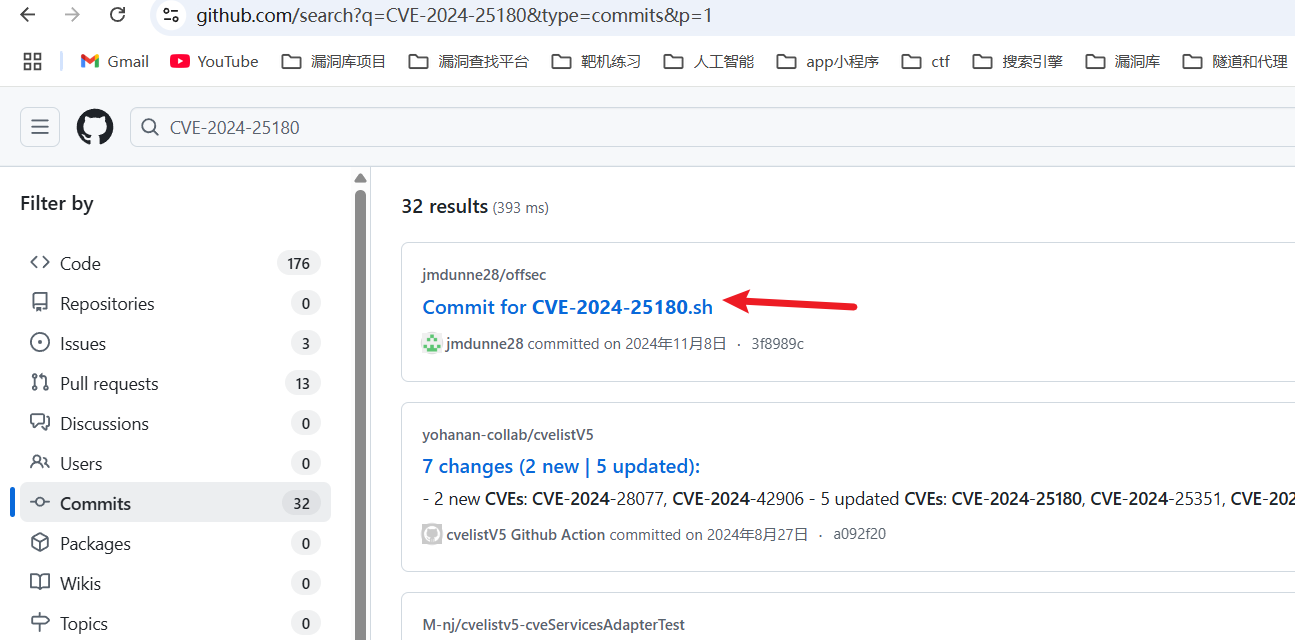 github.com/search?q=CVE-2024-25180&type=commits&p=1
Gmail YouTube 漏洞库项目 漏洞查找平台 靶机练习 人工智能 app小程序 ctf 搜索引擎 漏洞库 隧道和代理
CVE-2024-25180
Filter by
Code 176
Repositories 0
Issues 3
Pull requests 13
Discussions 0
Users 0
Commits 32
Packages 0
Wikis 0
Topics 0
32 results (393 ms)
jmdunne28/offsec
Commit for CVE-2024-25180.sh
jmdunne28 committed on 2024年11月8日 · 3f8989c
yohanan-collab/cvelistV5
7 changes (2 new | 5 updated):
- 2 new CVEs: CVE-2024-28077, CVE-2024-42906 - 5 updated CVEs: CVE-2024-25180, CVE-2024-25351, CVE-202
cvelistV5 Github Action committed on 2024年8月27日 · a092f20
M-nj/cvelistv5-cveServicesAdapterTest